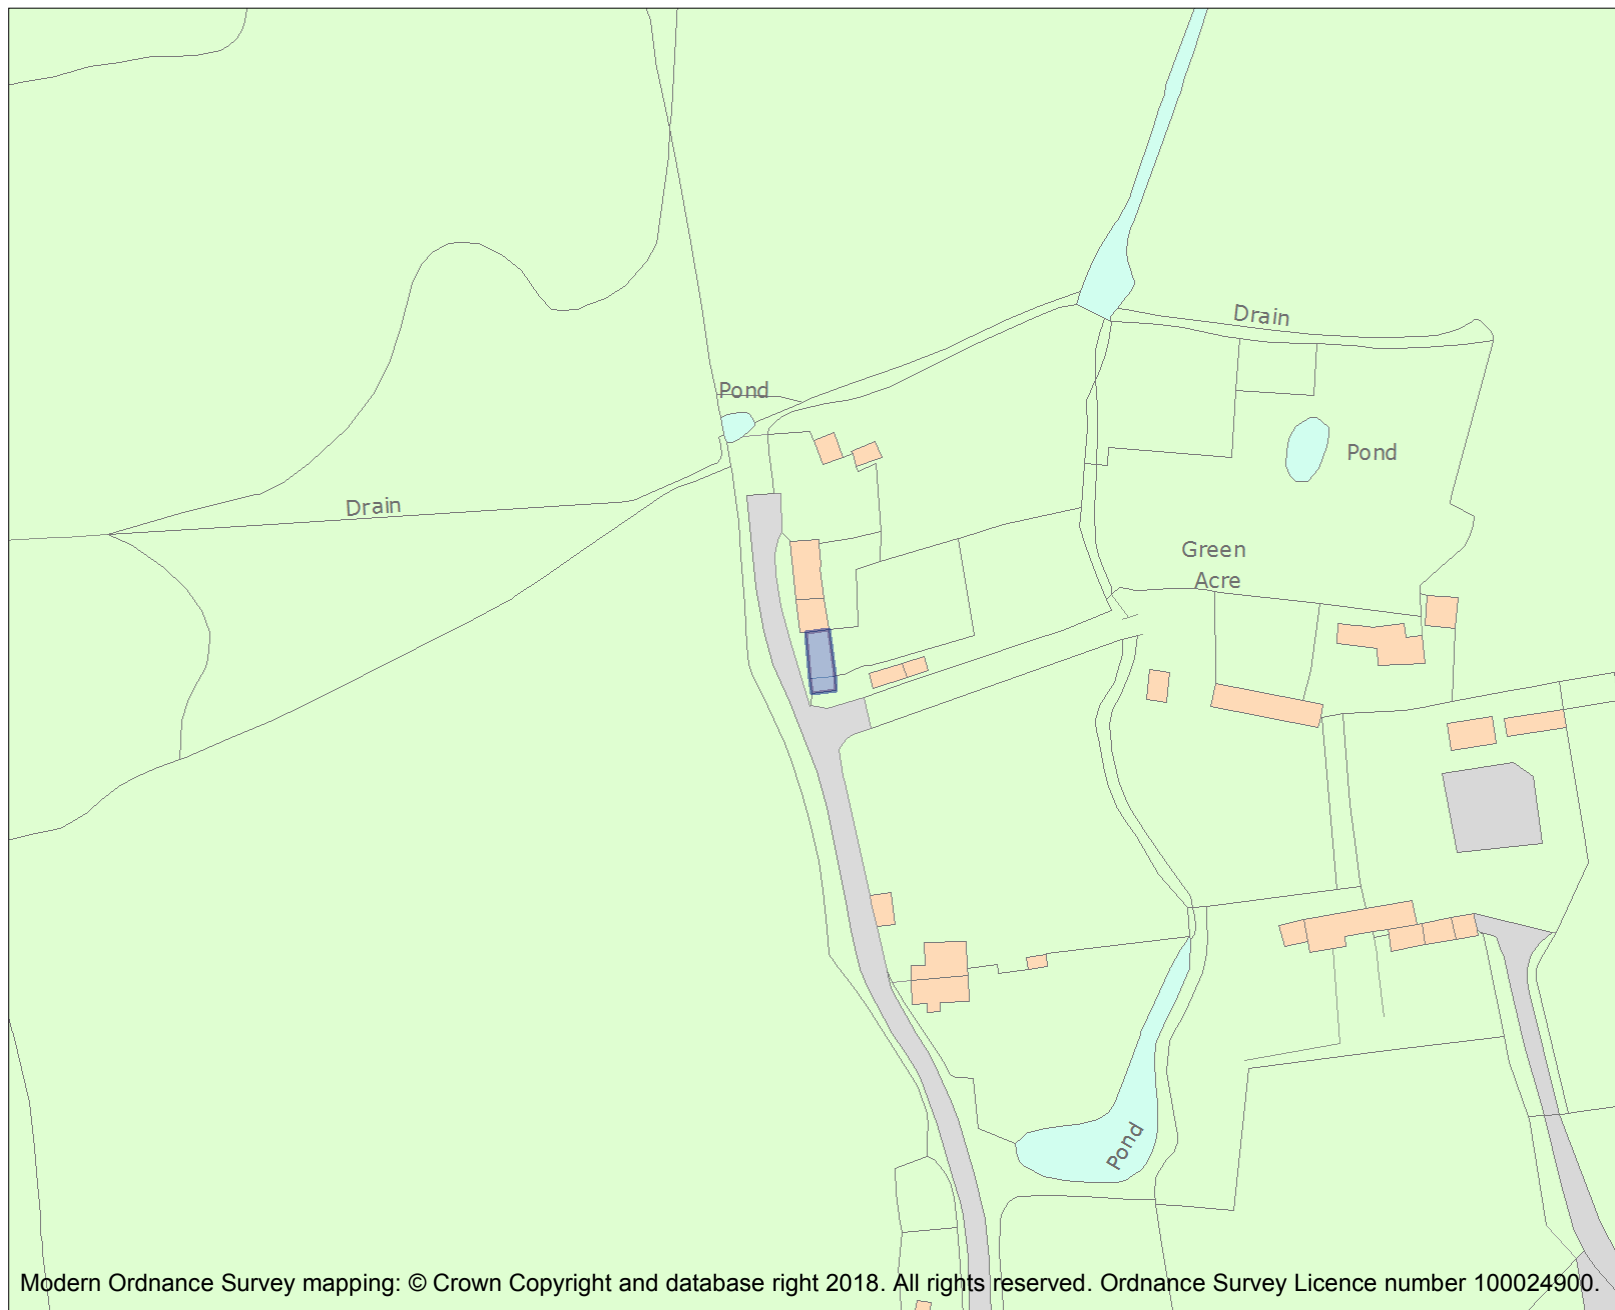 Drain
Pond
Pond
Drain
Green
Acre
Pond
Modern Ordnance Survey mapping: © Crown Copyright and database right 2018. All rights reserved. Ordnance Survey Licence number 100024900.